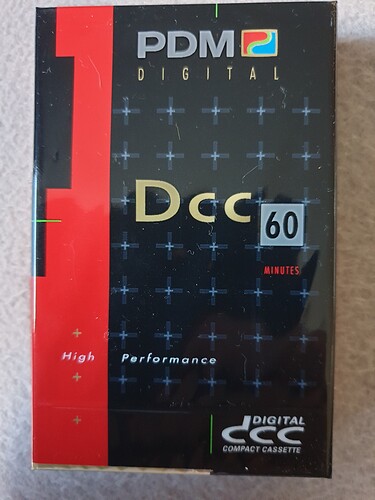 PDM
DIGITAL
Dcc 60
MINUTES
High Performance
DIGITAL
dcc
COMPACT CASSETTE